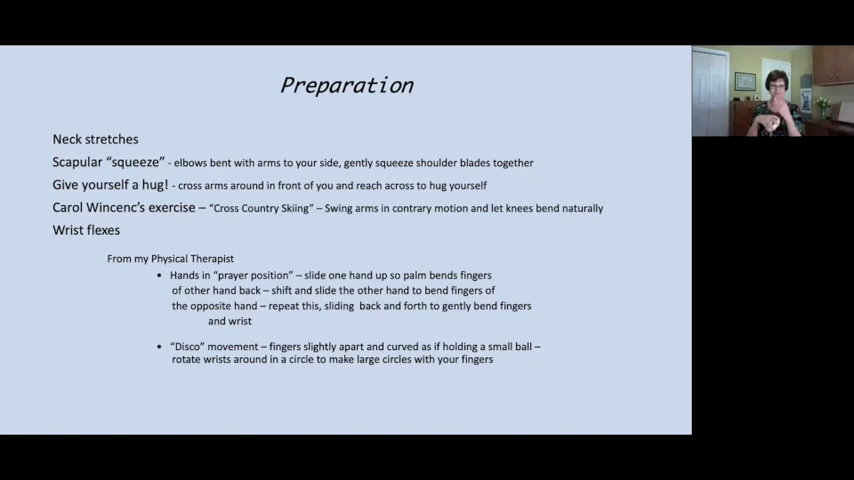 Preparation
Neck stretches
Scapular “squeeze” - elbows bent with arms to your side, gently squeeze shoulder blades together
Give yourself a hug! - cross arms around in front of you and reach across to hug yourself
Carol Wincenc’s exercise – “Cross Country Skiing” – Swing arms in contrary motion and let knees bend naturally
Wrist flexes
From my Physical Therapist
• Hands in “prayer position” – slide one hand up so palm bends fingers
of other hand back – shift and slide the other hand to bend fingers of
the opposite hand – repeat this, sliding back and forth to gently bend fingers
and wrist
• “Disco” movement – fingers slightly apart and curved as if holding a small ball –
rotate wrists around in a circle to make large circles with your fingers